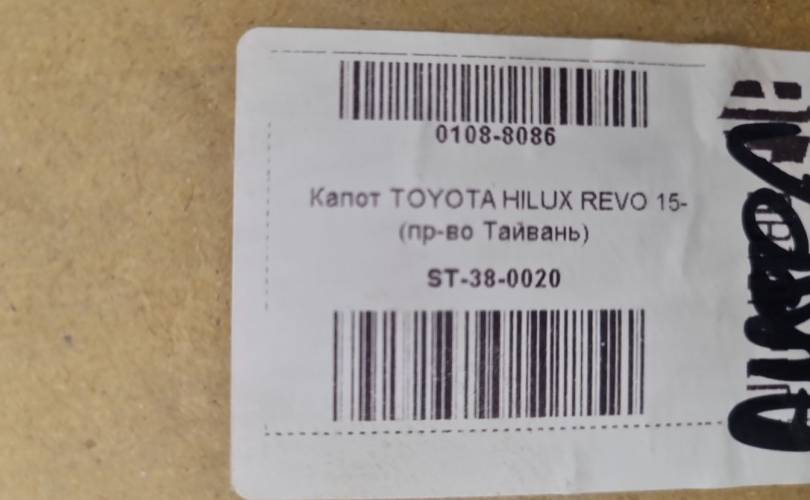 0108-8086
Капот TOYOTA HILUX REVO 15-
(пр-во Тайвань)
ST-38-0020